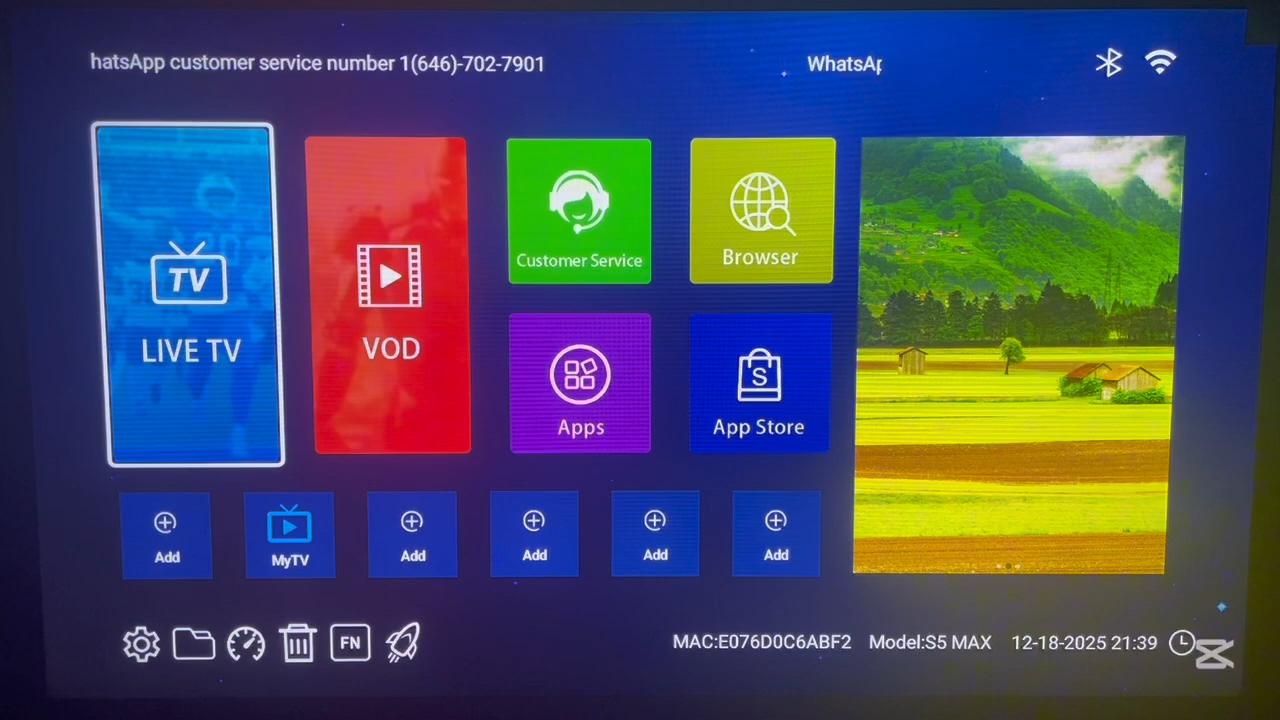 hatsApp customer service number 1(646)-702-7901
WhatsAp
TV
LIVE TV
VOD
Customer Service
Browser
Apps
S
App Store
Add
MyTV
Add
Add
Add
Add
FN
MAC:E076D0C6ABF2 Model:S5 MAX 12-18-2025 21:39